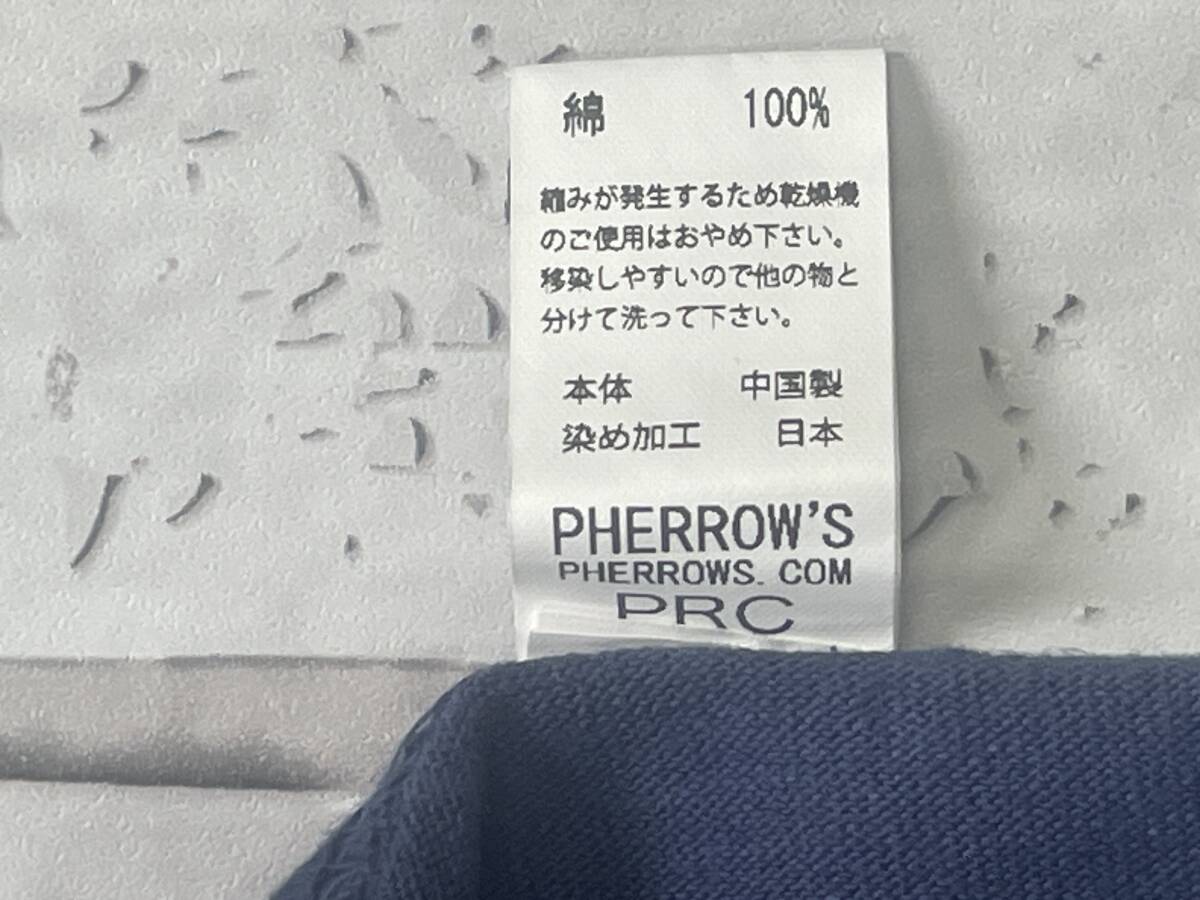 綿 100%
縮みが発生するため乾燥機
のご使用はおやめ下さい。
移染しやすいので他の物と
分けて洗って下さい。
本体 中国製
染め加工 日本
PHERROW'S
PHERROWS. COM
PRC